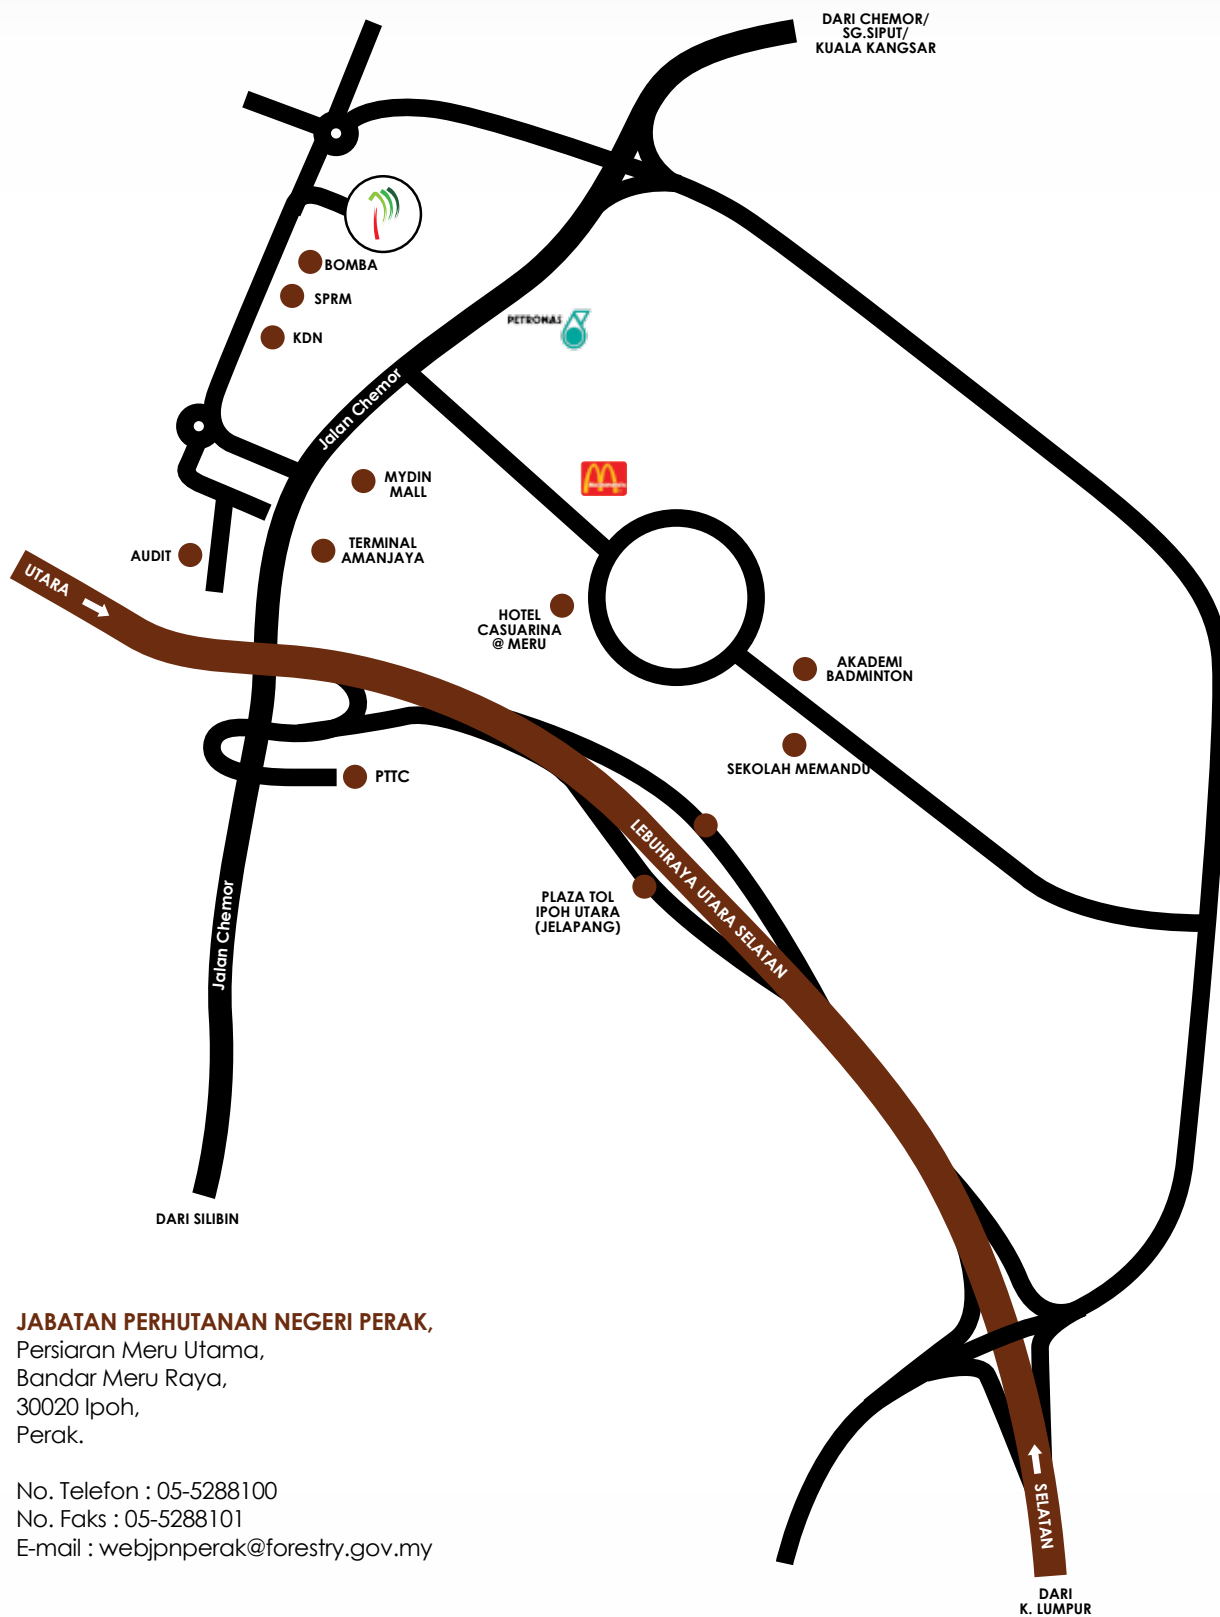 DARI CHEMOR/
SG.SIPUT/
KUALA KANGSAR
BOMBA
SPRM
KDN
PETRONAS
Jalan Chemor
MYDIN
MALL
TERMINAL
AMANJAYA
AUDIT
UTARA
HOTEL
CASUARINA
@ MERU
AKADEMI
BADMINTON
SEKOLAH MEMANDU
PTTC
LEBUHRAYA UTARA SELATAN
PLAZA TOL
IPOH UTARA
(JELAPANG)
Jalan Chemor
DARI SILIBIN
JABATAN PERHUTANAN NEGERI PERAK,
Persiaran Meru Utama,
Bandar Meru Raya,
30020 Ipoh,
Perak.
No. Telefon : 05-5288100
No. Faks : 05-5288101
E-mail : webjpnperak@forestry.gov.my
SELATAN
DARI
K. LUMPUR